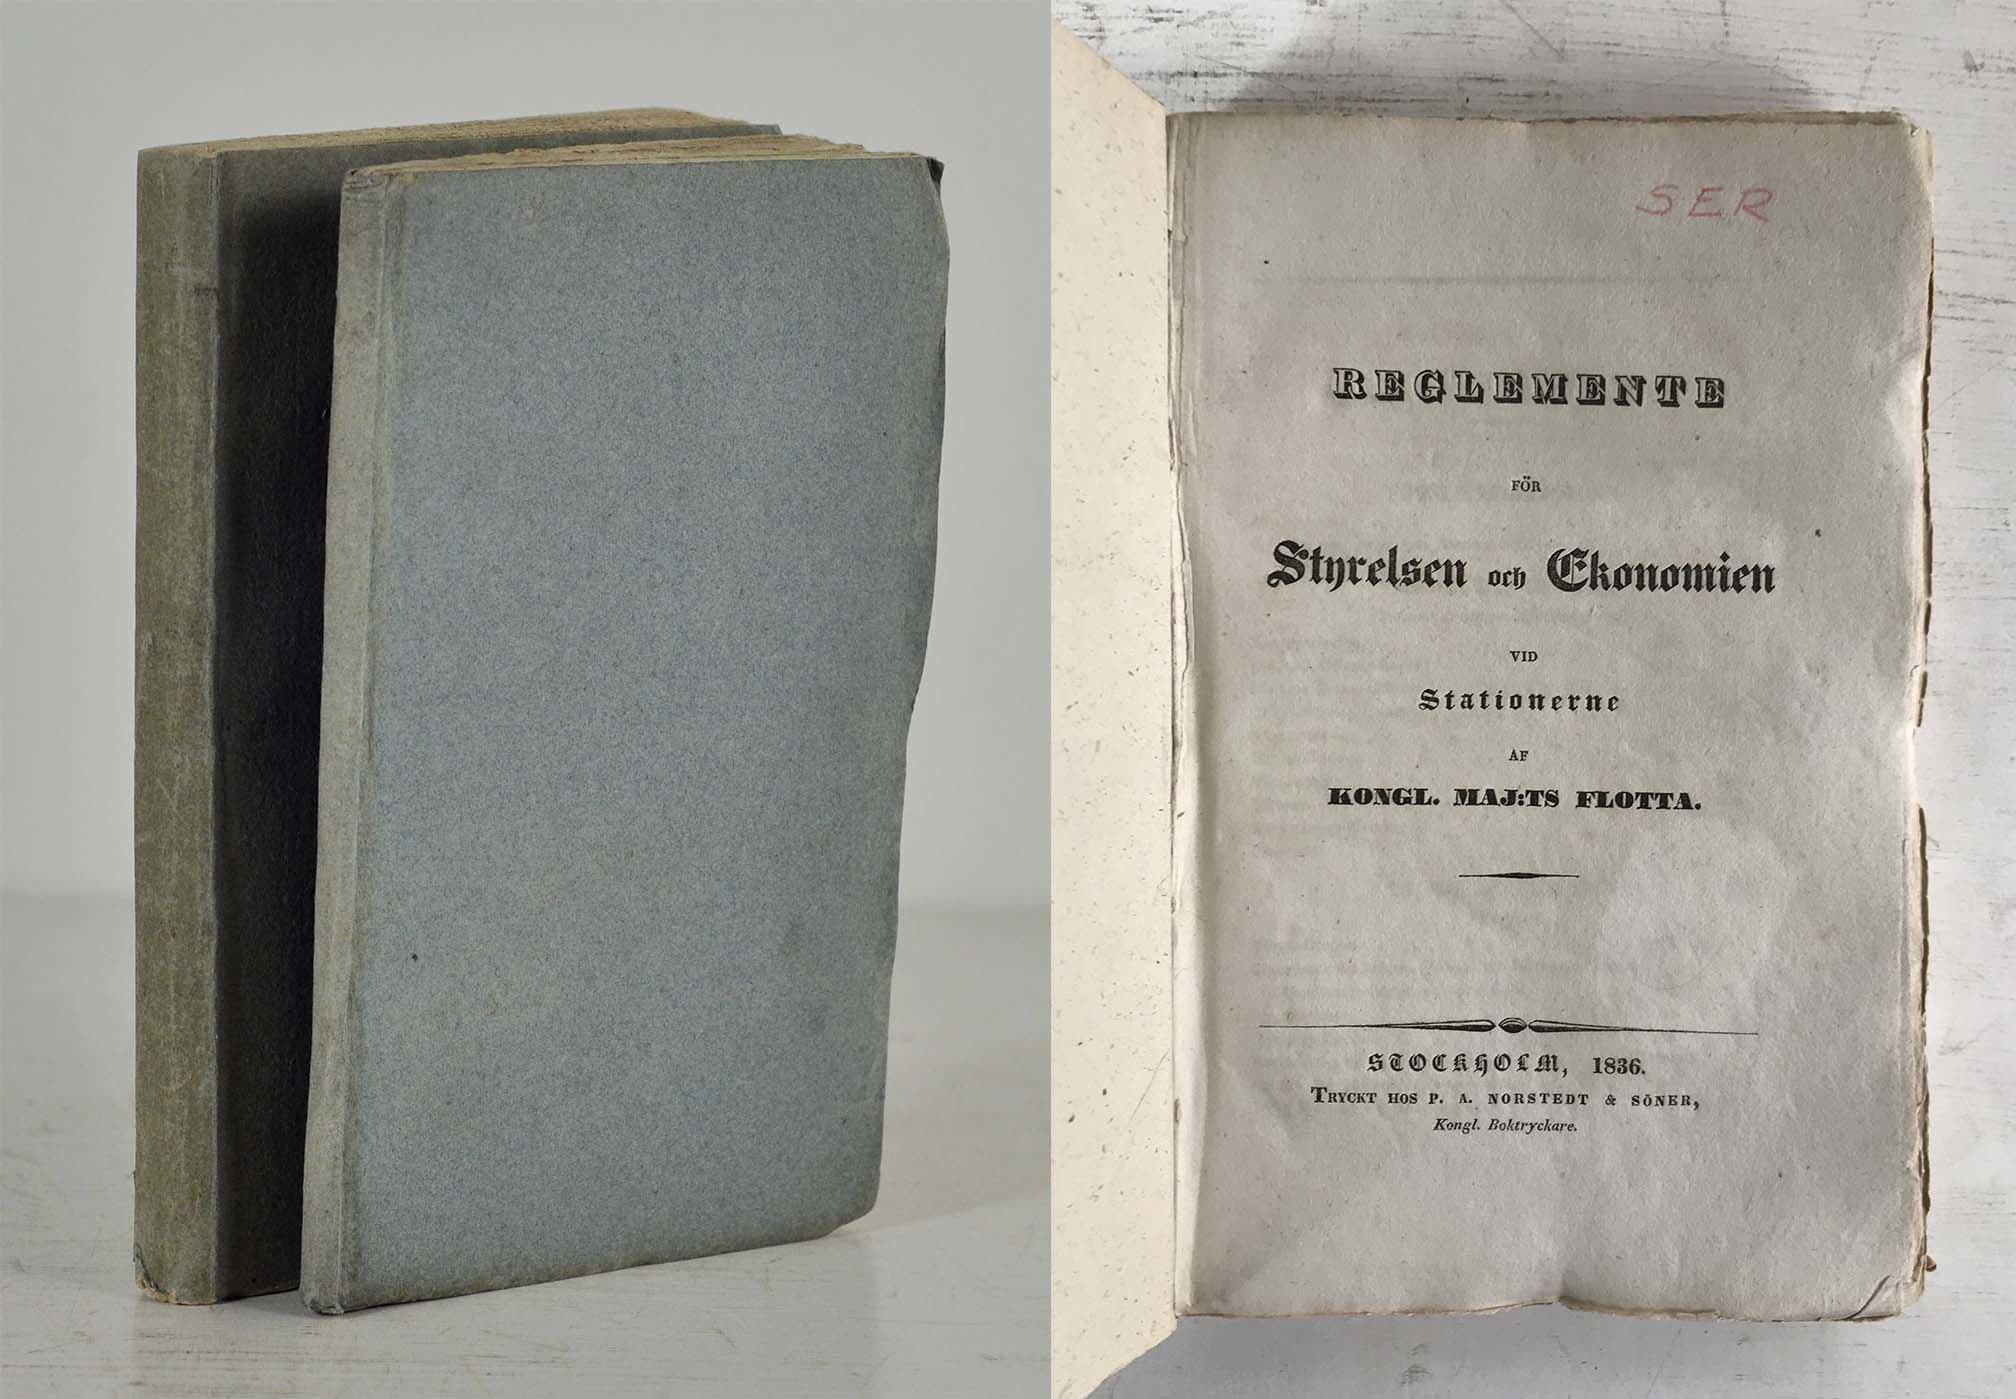 SER
REGLEMENTE
FÖR
Styrelsen och Ekonomien
VID
Stationerne
AF
KONGL. MAJ:TS FLOTTA.
STOCKHOLM, 1836.
TRYCKT HOS P. A. NORSTEDT & SÖNER,
Kongl. Boktryckare.